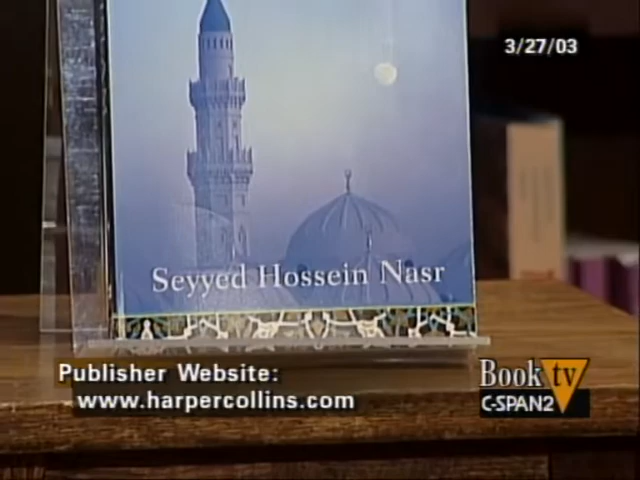 3/27/03
Seyyed Hossein Nasr
Publisher Website:
www.harpercollins.com
Book tv
C-SPAN2